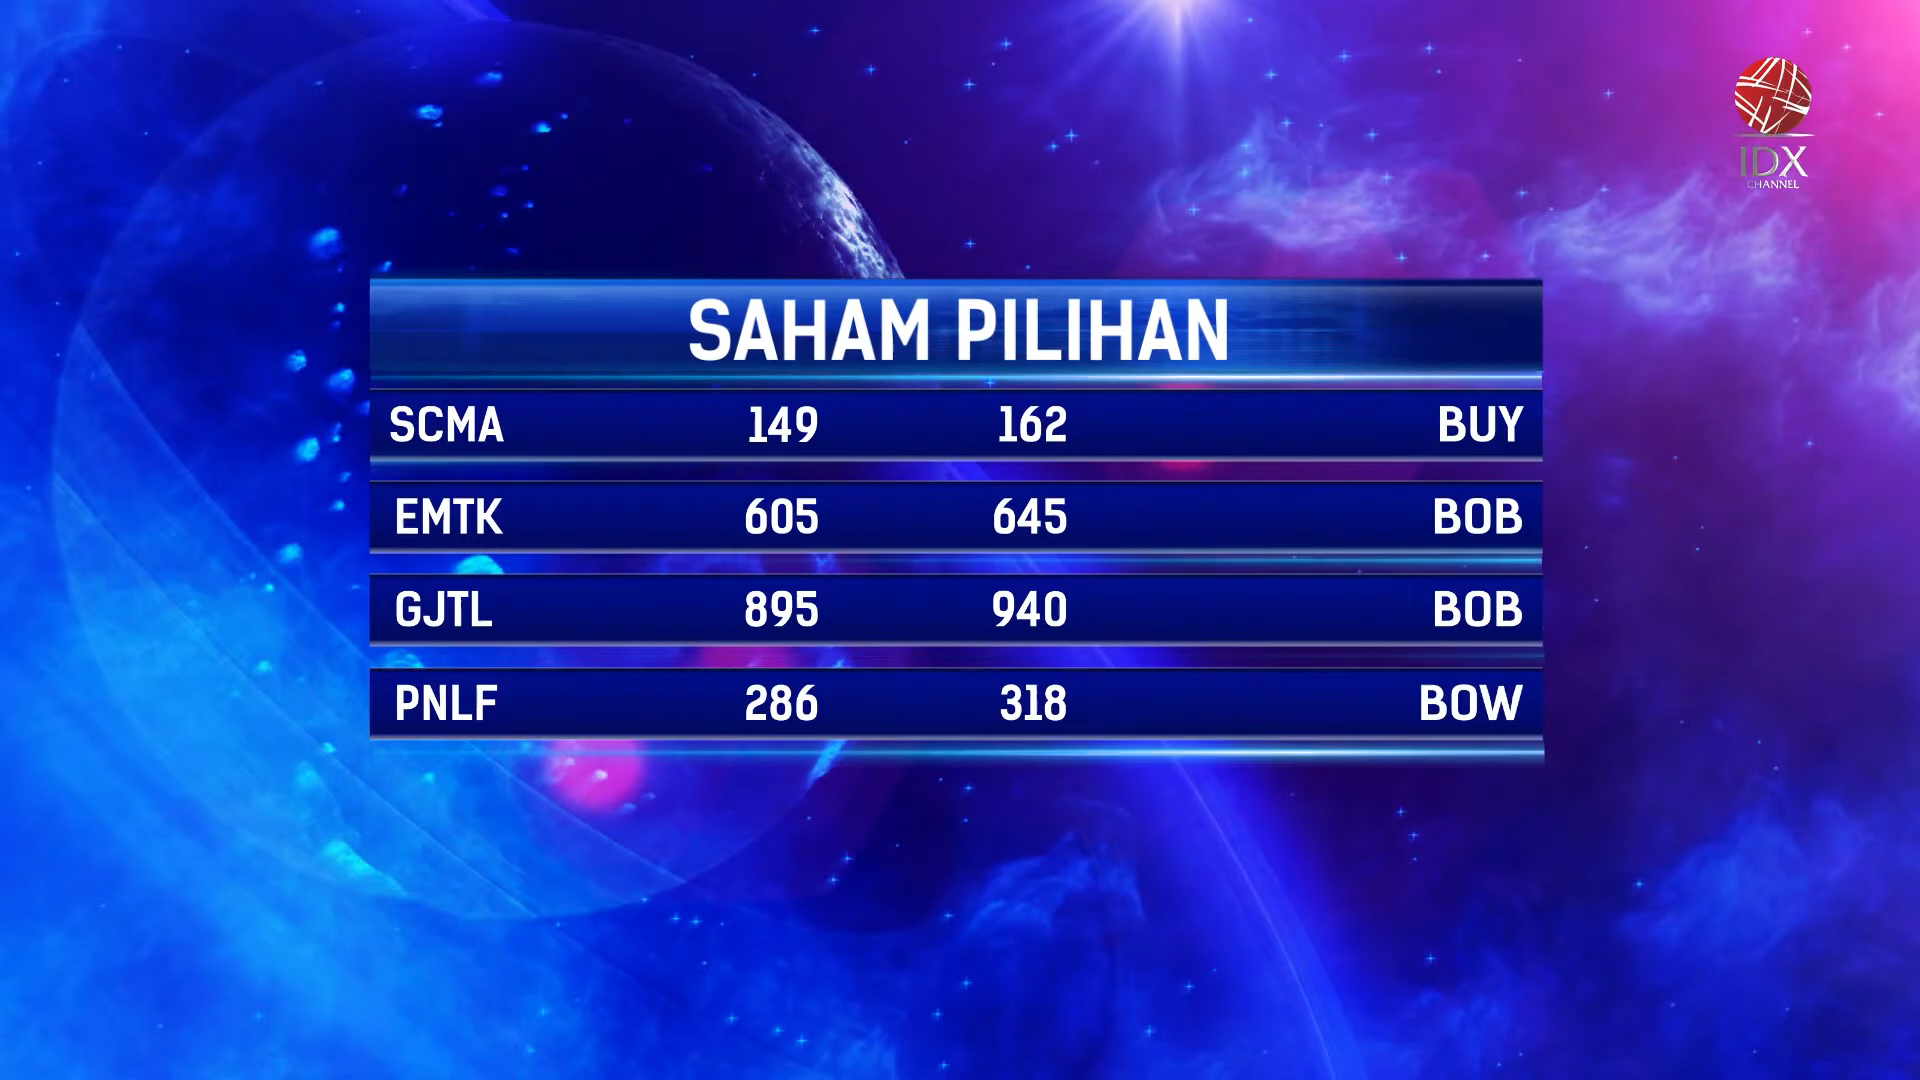 IDX
CHANNEL
SAHAM PILIHAN
SCMA 149 162 BUY
EMTK 605 645 BOB
GJTL 895 940 BOB
PNLF 286 318 BOW